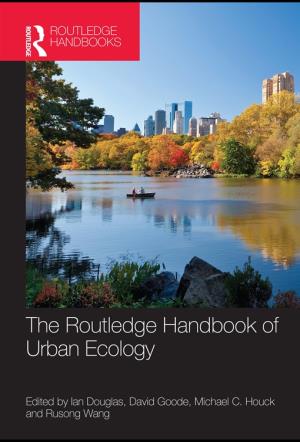 ROUTLEDGE
HANDBOOKS
Routledge
The Routledge Handbook of
Urban Ecology
Edited by Ian Douglas, David Goode, Michael C. Houck
and Rusong Wang